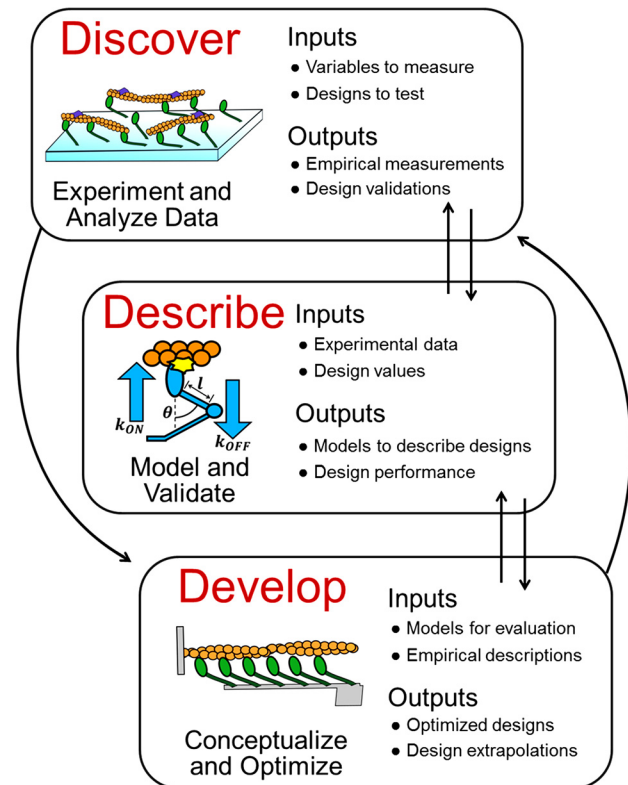 Discover
Experiment and
Analyze Data
Inputs
● Variables to measure
● Designs to test
Outputs
● Empirical measurements
● Design validations
Describe
k_ON
θ
l
k_OFF
Model and
Validate
Inputs
● Experimental data
● Design values
Outputs
● Models to describe designs
● Design performance
Develop
Conceptualize
and Optimize
Inputs
● Models for evaluation
● Empirical descriptions
Outputs
● Optimized designs
● Design extrapolations